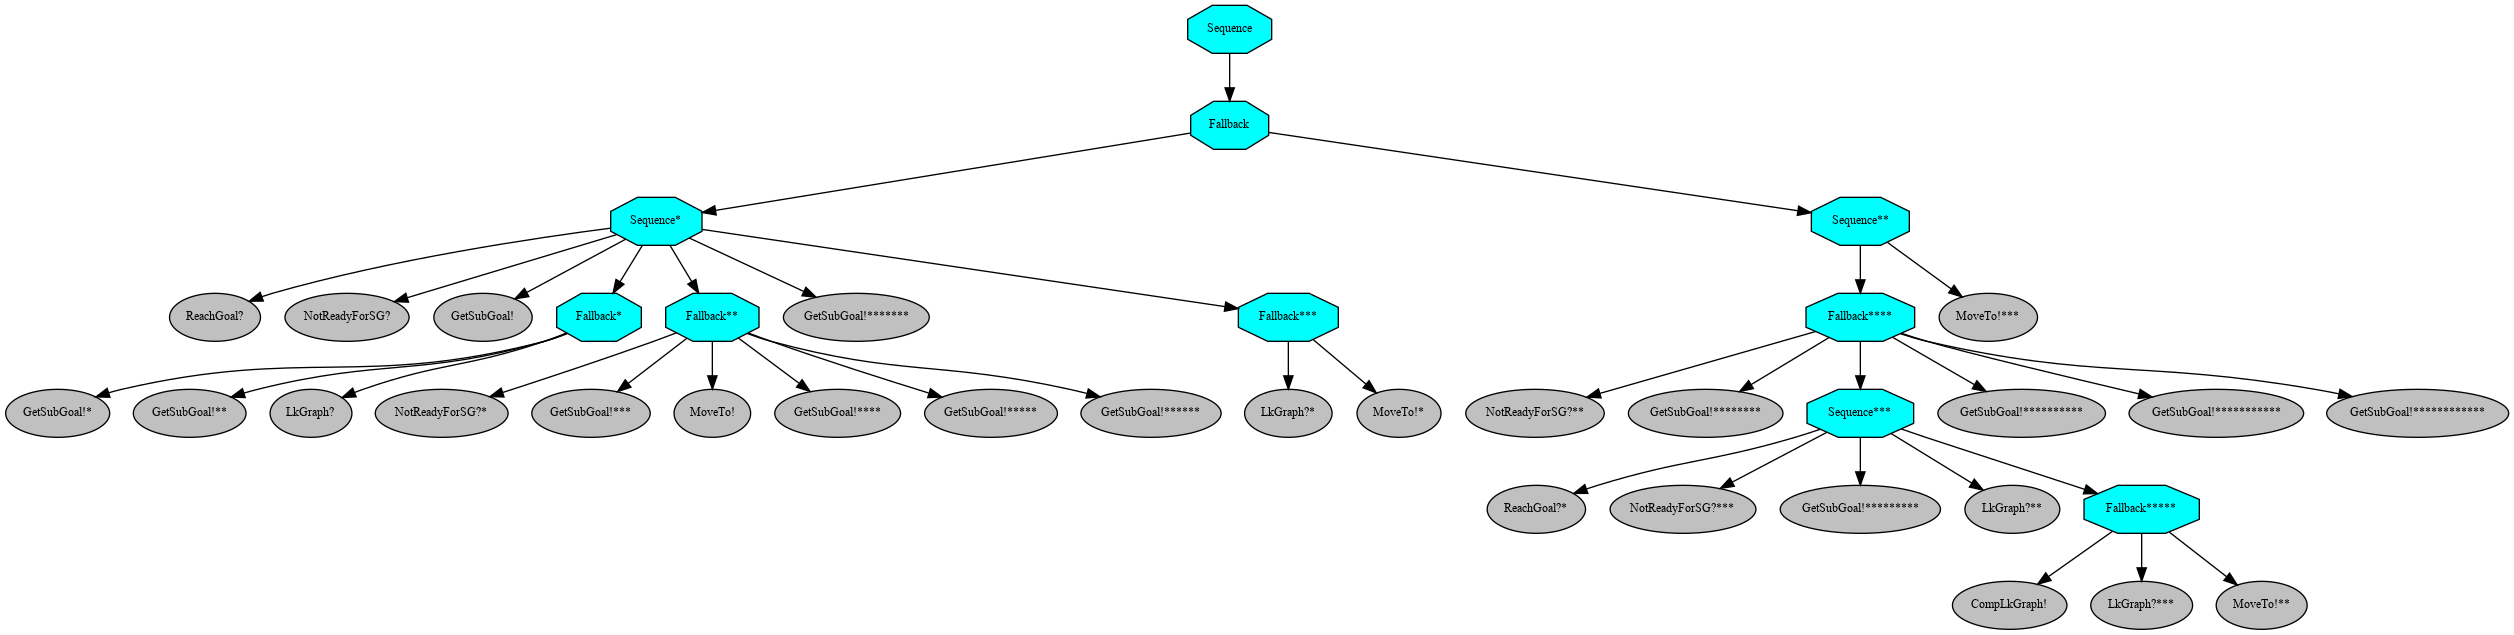 Sequence
Fallback
Sequence*
Sequence**
ReachGoal?
NotReadyForSG?
GetSubGoal!
Fallback*
Fallback**
GetSubGoal!*******
Fallback***
Fallback****
MoveTo!***
GetSubGoal!*
GetSubGoal!**
LkGraph?
NotReadyForSG?*
GetSubGoal!***
MoveTo!
GetSubGoal!****
GetSubGoal!*****
GetSubGoal!******
LkGraph?*
MoveTo!*
NotReadyForSG?**
GetSubGoal!********
Sequence***
GetSubGoal!**********
GetSubGoal!***********
GetSubGoal!************
ReachGoal?*
NotReadyForSG?***
GetSubGoal!*********
LkGraph?**
Fallback*****
CompLkGraph!
LkGraph?***
MoveTo!**